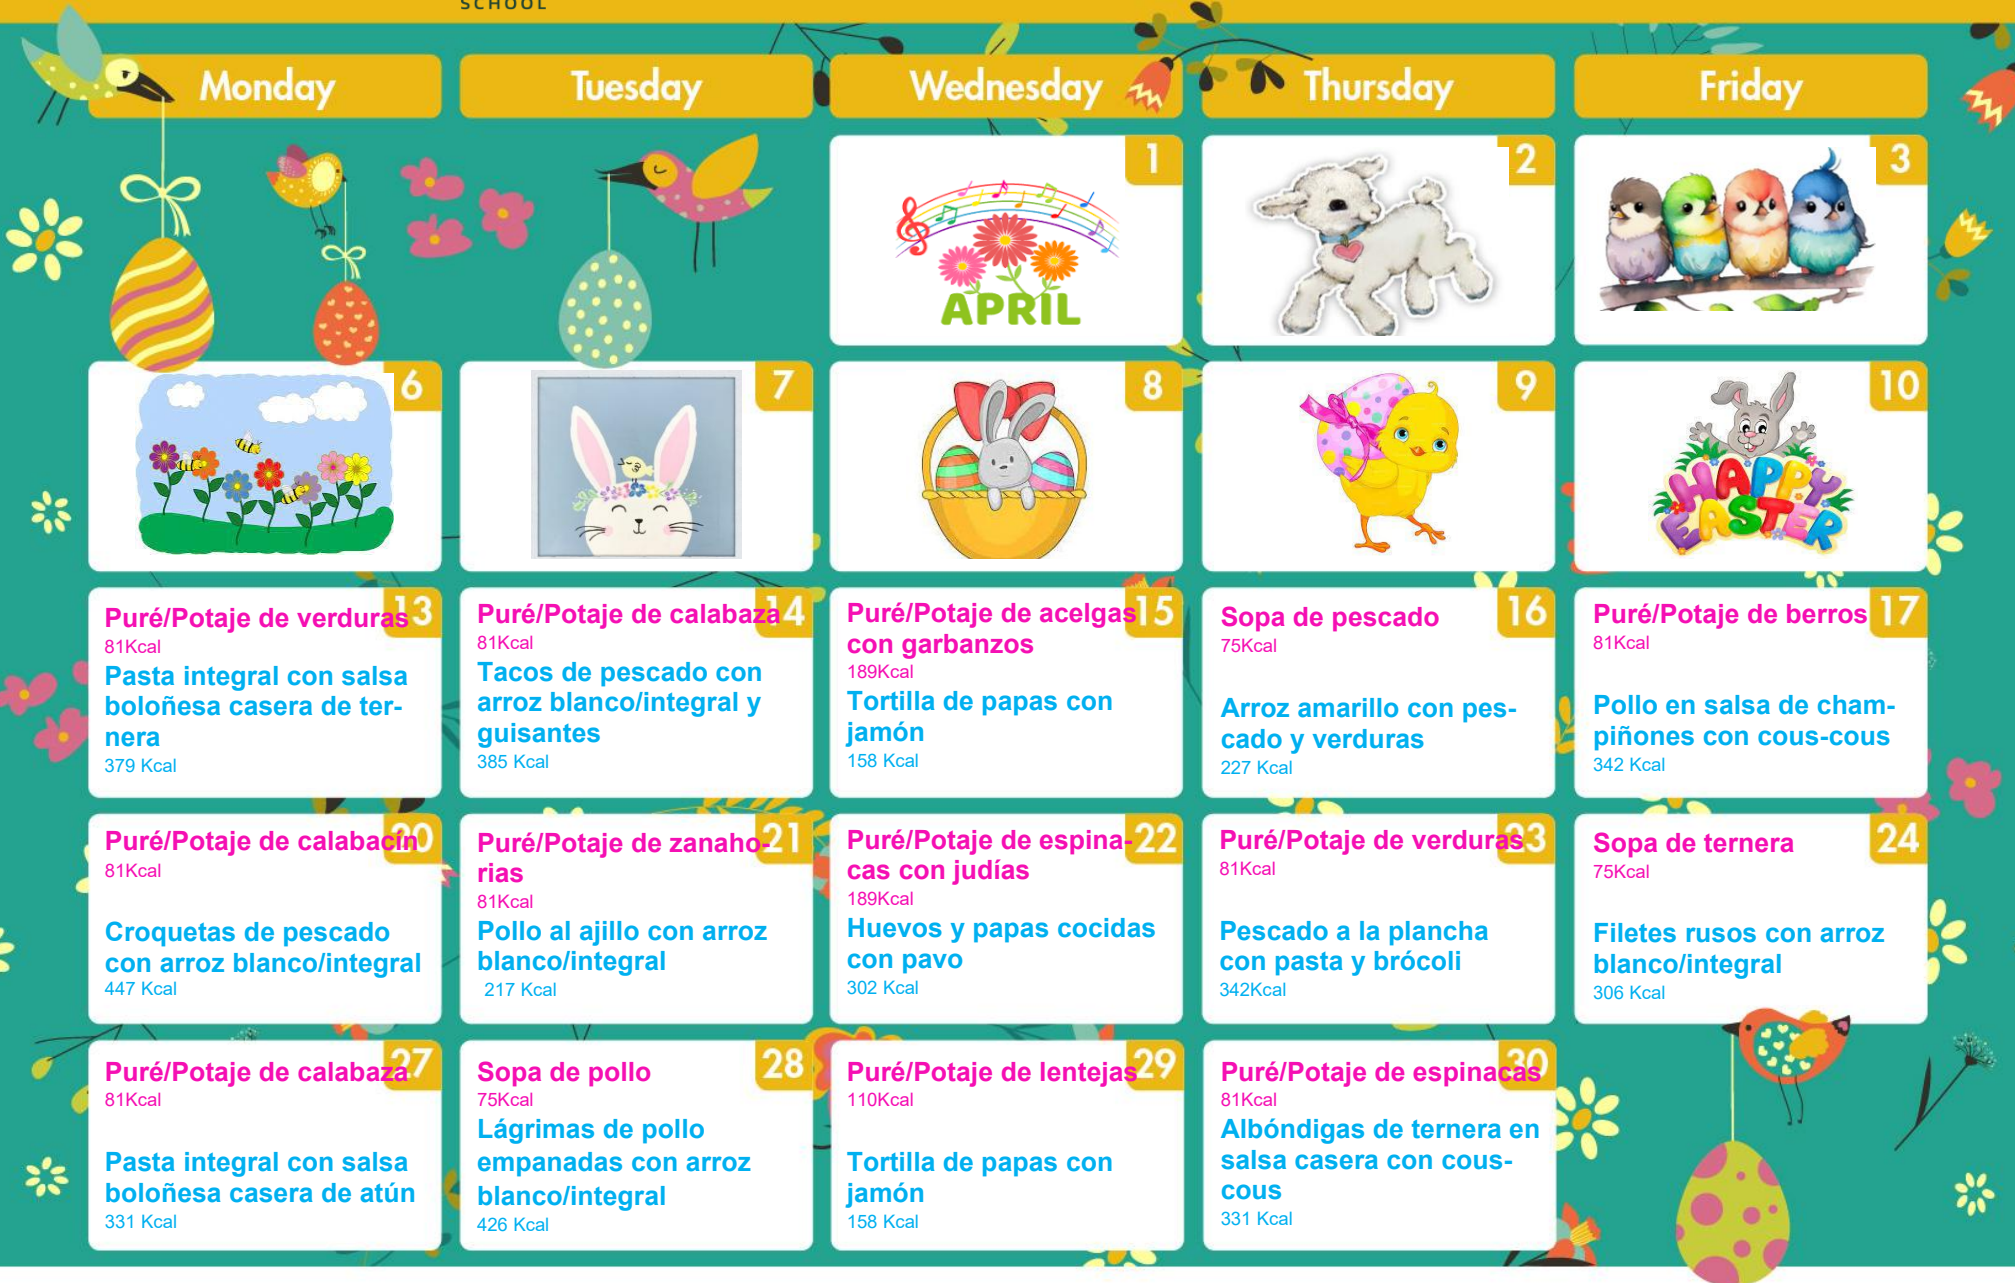 SCHOOL
Monday
Tuesday
Wednesday
Thursday
Friday
1
APRIL
2
3
6
7
8
9
10
HAPPY
EASTER
13
Puré/Potaje de verduras
81Kcal
Pasta integral con salsa
boloñesa casera de ter-
nera
379 Kcal
14
Puré/Potaje de calabaza
81Kcal
Tacos de pescado con
arroz blanco/integral y
guisantes
385 Kcal
15
Puré/Potaje de acelgas
con garbanzos
189Kcal
Tortilla de papas con
jamón
158 Kcal
16
Sopa de pescado
75Kcal
Arroz amarillo con pes-
cado y verduras
227 Kcal
17
Puré/Potaje de berros
81Kcal
Pollo en salsa de cham-
piñones con cous-cous
342 Kcal
20
Puré/Potaje de calabacín
81Kcal
Croquetas de pescado
con arroz blanco/integral
447 Kcal
21
Puré/Potaje de zanaho-
rias
81Kcal
Pollo al ajillo con arroz
blanco/integral
217 Kcal
22
Puré/Potaje de espina-
cas con judías
189Kcal
Huevos y papas cocidas
con pavo
302 Kcal
23
Puré/Potaje de verduras
81Kcal
Pescado a la plancha
con pasta y brócoli
342Kcal
24
Sopa de ternera
75Kcal
Filetes rusos con arroz
blanco/integral
306 Kcal
27
Puré/Potaje de calabaza
81Kcal
Pasta integral con salsa
boloñesa casera de atún
331 Kcal
28
Sopa de pollo
75Kcal
Lágrimas de pollo
empanadas con arroz
blanco/integral
426 Kcal
29
Puré/Potaje de lentejas
110Kcal
Tortilla de papas con
jamón
158 Kcal
30
Puré/Potaje de espinacas
81Kcal
Albóndigas de ternera en
salsa casera con cous-
cous
331 Kcal